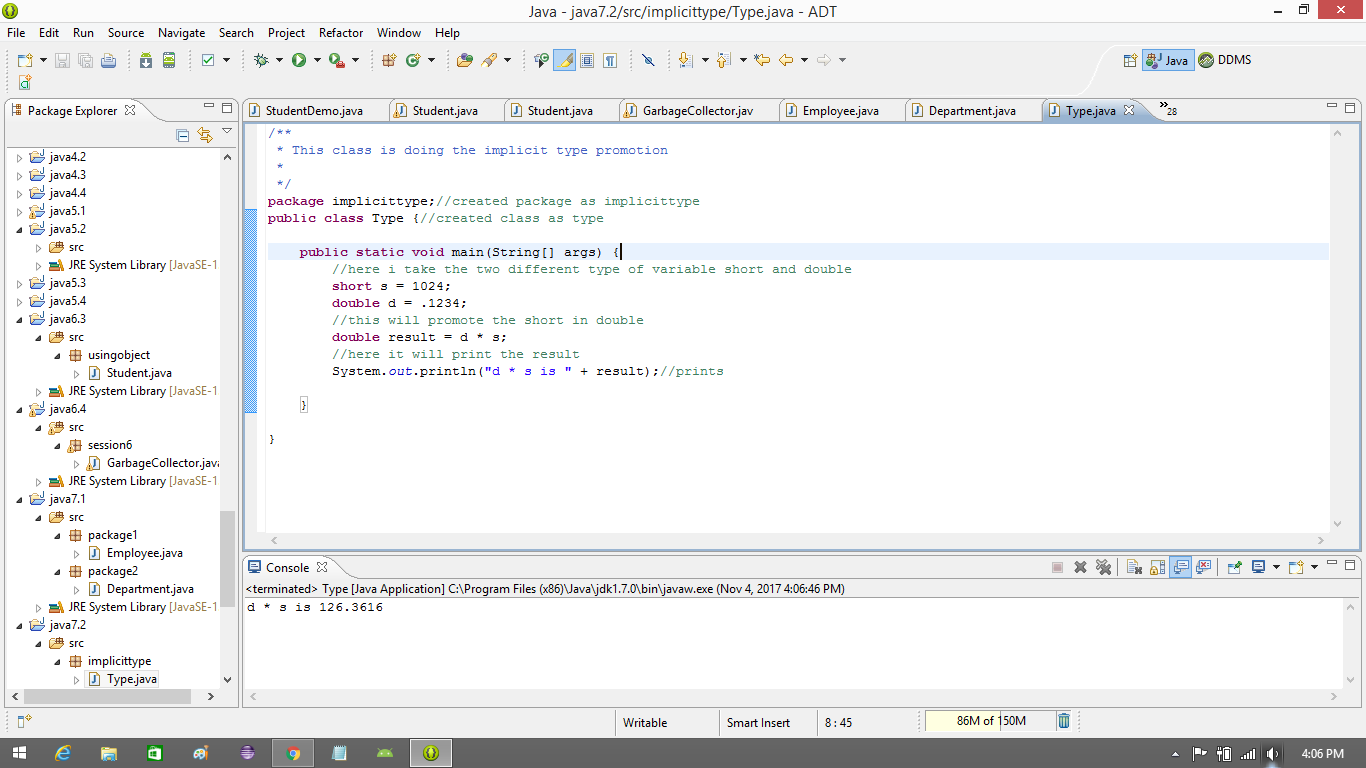 Java - java7.2/src/implicittype/Type.java - ADT
File Edit Run Source Navigate Search Project Refactor Window Help
Java DDMS
Package Explorer
java4.2
java4.3
java4.4
java5.1
java5.2
src
JRE System Library [JavaSE-1
java5.3
java5.4
java6.3
src
usingobject
Student.java
JRE System Library [JavaSE-1
java6.4
src
session6
GarbageCollector.java
JRE System Library [JavaSE-1
java7.1
src
package1
Employee.java
package2
Department.java
JRE System Library [JavaSE-1
java7.2
src
implicittype
Type.java
StudentDemo.java Student.java Student.java GarbageCollector.jav Employee.java Department.java Type.java »28
/**
 * This class is doing the implicit type promotion
 *
 */
package implicittype;//created package as implicittype
public class Type {//created class as type
public static void main(String[] args) {
//here i take the two different type of variable short and double
short s = 1024;
double d = .1234;
//this will promote the short in double
double result = d * s;
//here it will print the result
System.out.println("d * s is " + result);//prints
}
}
Console
<terminated> Type [Java Application] C:\Program Files (x86)\Java\jdk1.7.0\bin\javaw.exe (Nov 4, 2017 4:06:46 PM)
d * s is 126.3616
Writable Smart Insert 8 : 45 86M of 150M
4:06 PM